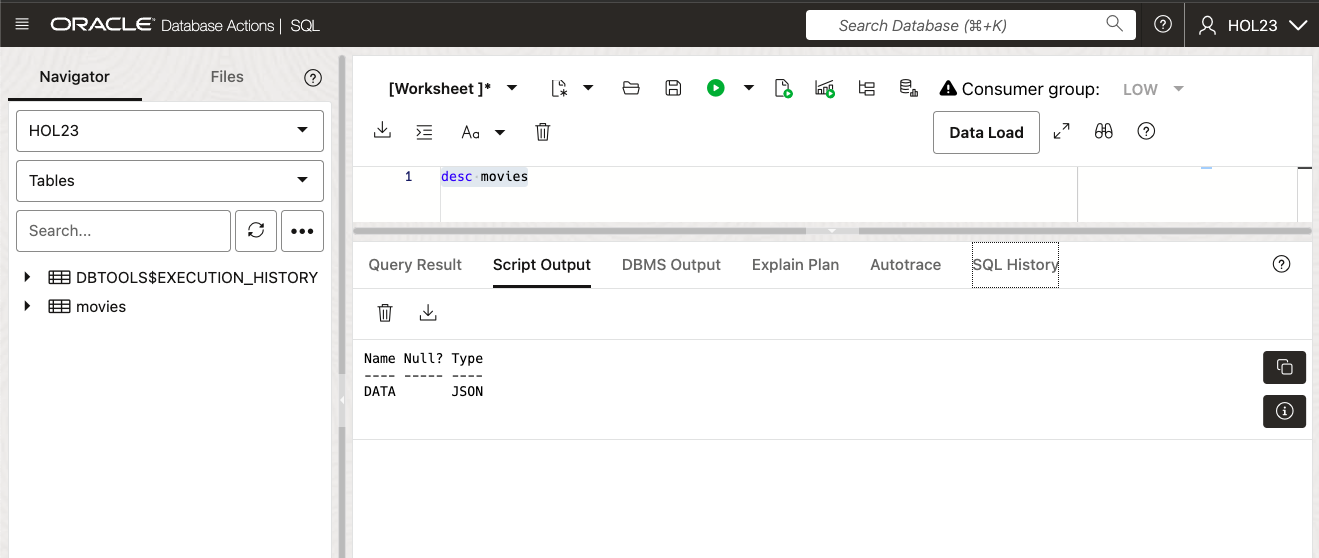 ORACLE Database Actions | SQL
Search Database (⌘+K)
HOL23
Navigator
Files
HOL23
Tables
Search...
DBTOOLS$EXECUTION_HISTORY
movies
[Worksheet ]*
Consumer group: LOW
Aa
Data Load
1 desc movies
Query Result Script Output DBMS Output Explain Plan Autotrace SQL History
Name Null? Type
---- ----- ----
DATA       JSON